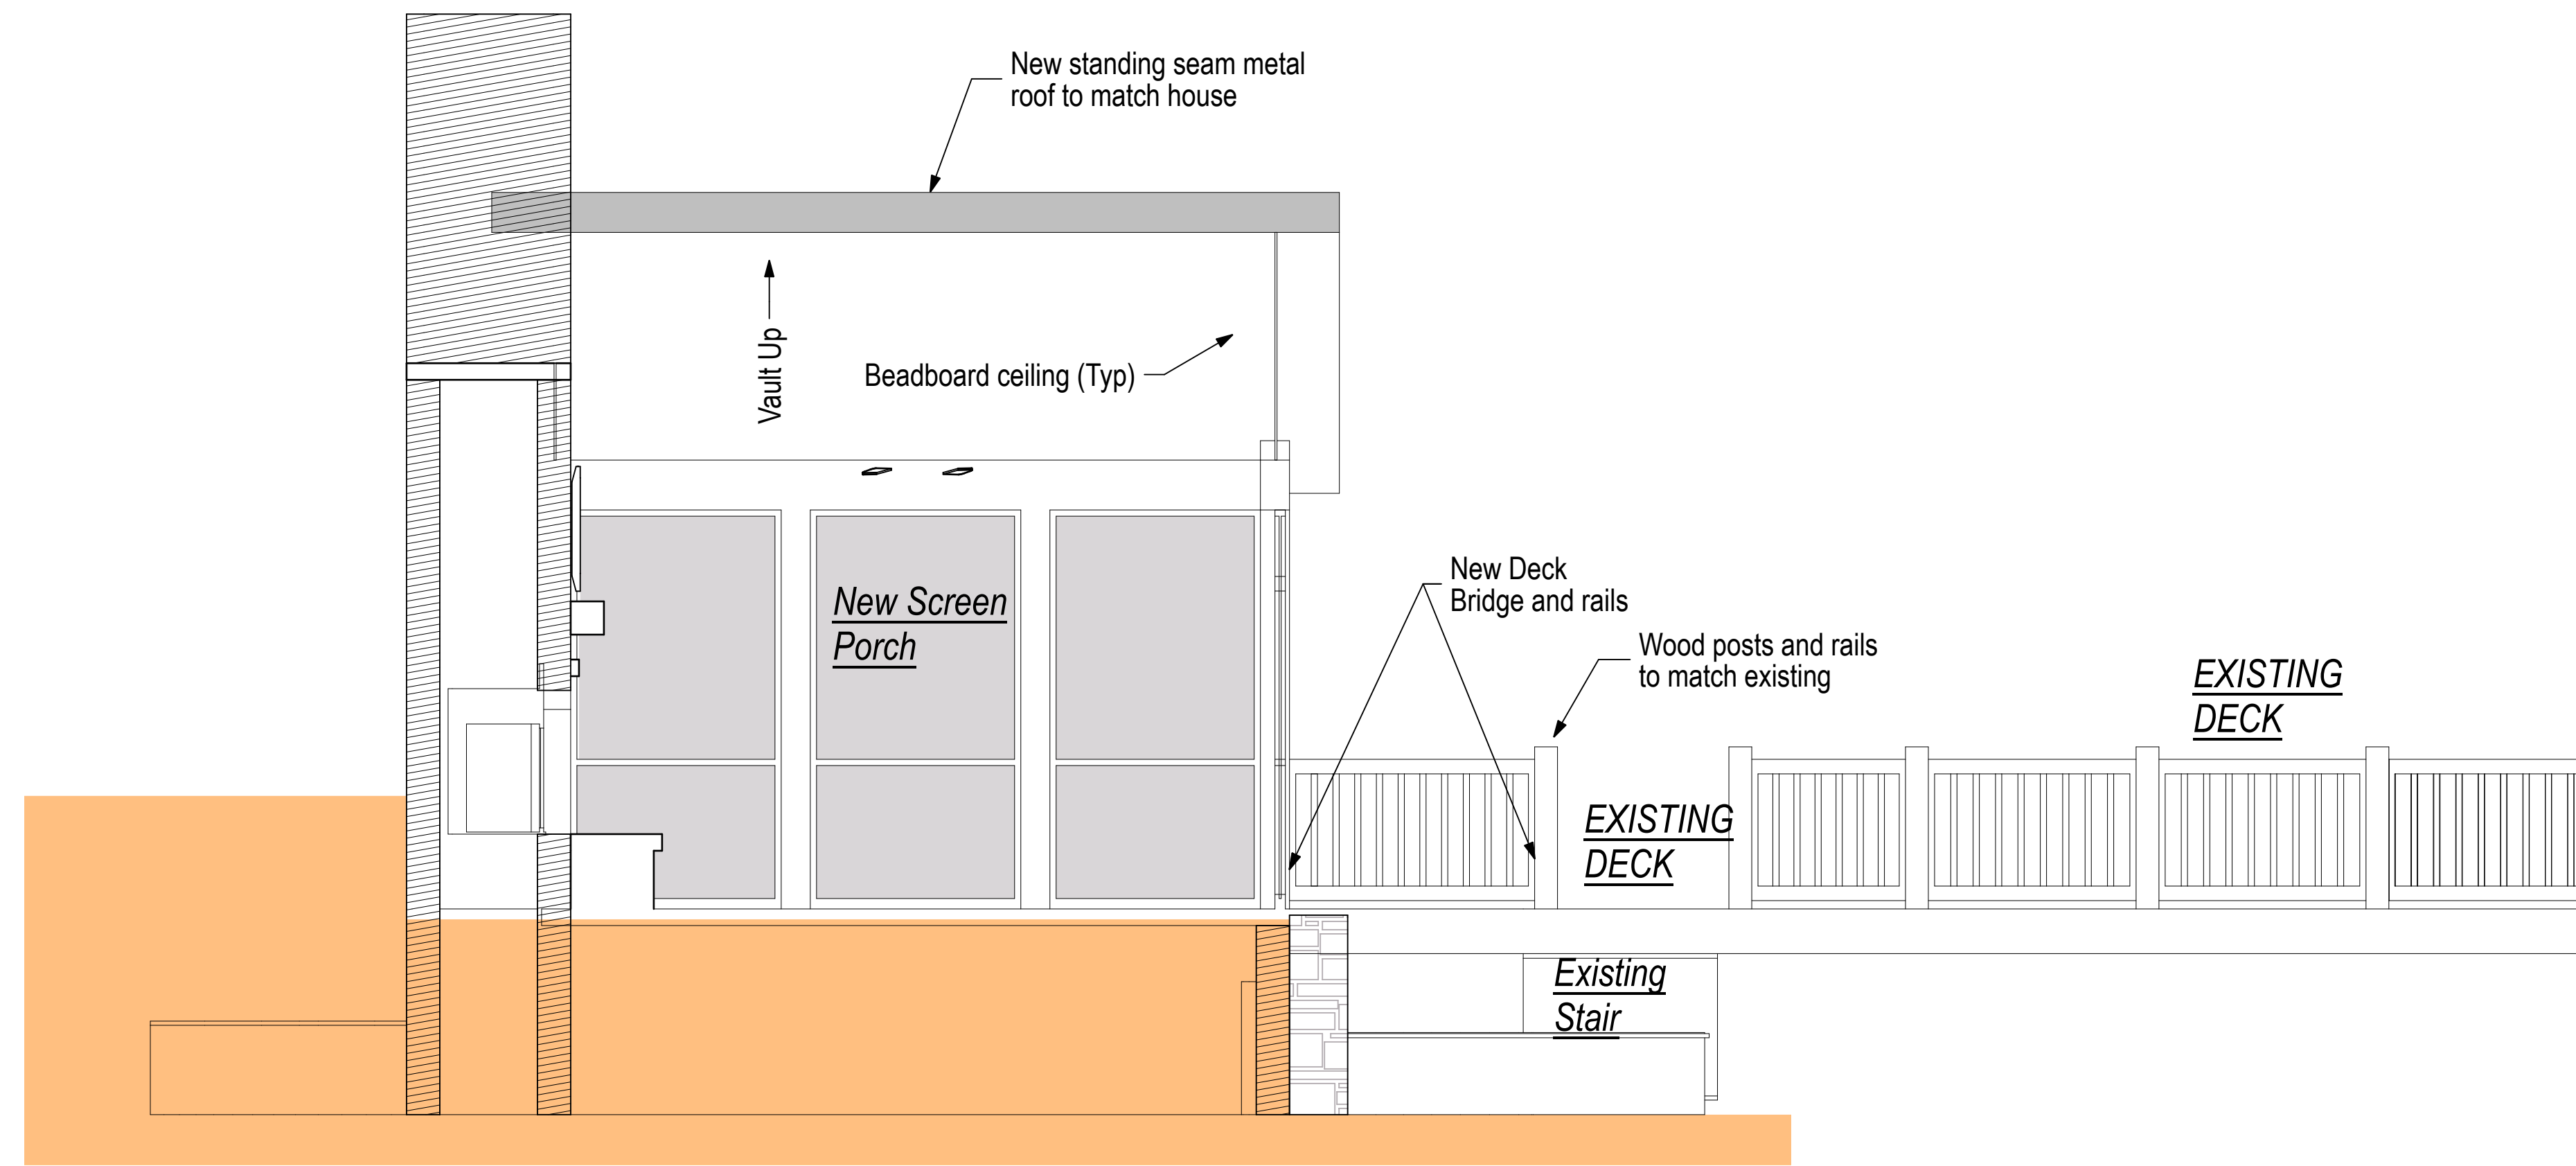 New standing seam metal
roof to match house
Vault Up
Beadboard ceiling (Typ)
New Screen
Porch
New Deck
Bridge and rails
Wood posts and rails
to match existing
EXISTING
DECK
EXISTING
DECK
Existing
Stair